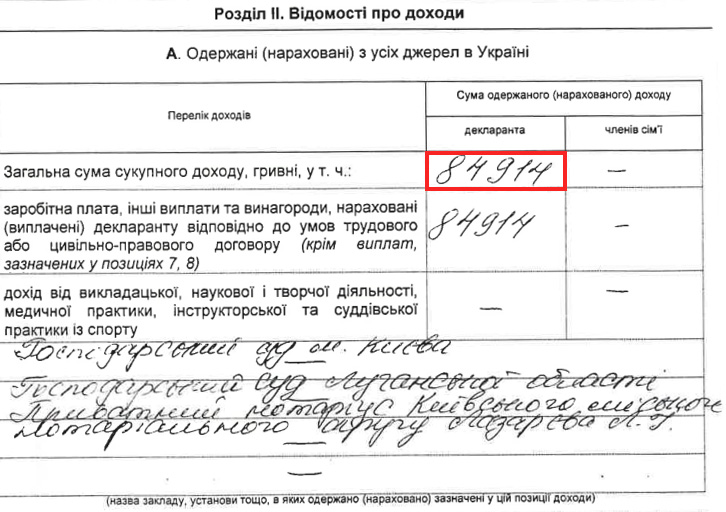 Розділ II. Відомості про доходи
А. Одержані (нараховані) з усіх джерел в Україні
Перелік доходів
Сума одержаного (нарахованого) доходу
декларанта
членів сім'ї
Загальна сума сукупного доходу, гривні, у т. ч.:
84914
—
заробітна плата, інші виплати та винагороди, нараховані
(виплачені) декларанту відповідно до умов трудового
або цивільно-правового договору (крім виплат,
зазначених у позиціях 7, 8)
84914
—
дохід від викладацької, наукової і творчої діяльності,
медичної практики, інструкторської та суддівської
практики із спорту
—
—
Господарський суд м. Києва
Господарський суд Луганської області
Приватний нотаріус Київського міського
нотаріального округу Лазарєва Л.І.
—
(назва закладу, установи тощо, в яких одержано (нараховано) зазначені у цій позиції доходи)